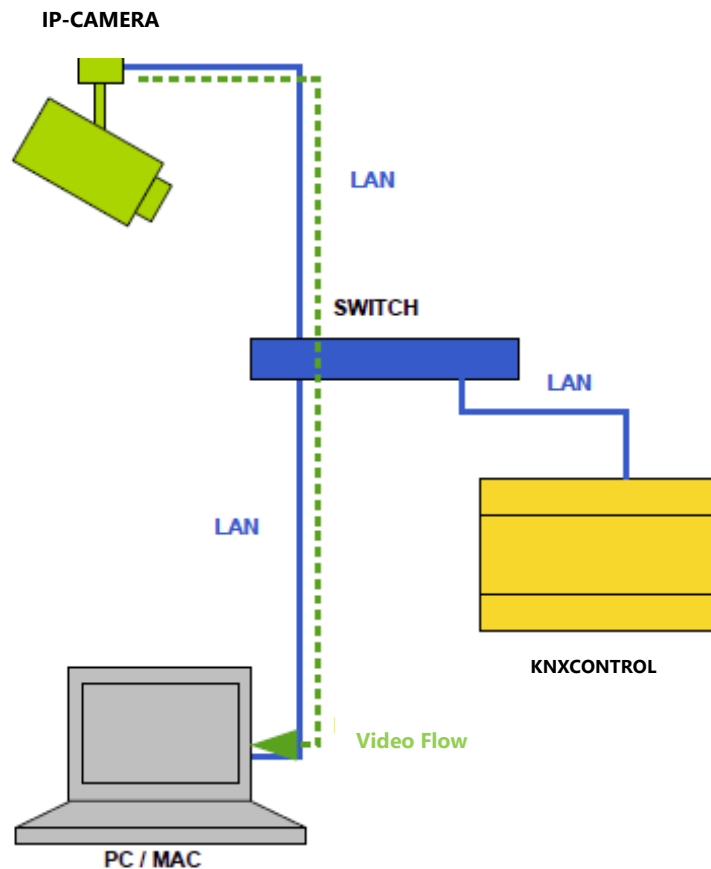 IP-CAMERA
LAN
SWITCH
LAN
LAN
KNXCONTROL
Video Flow
PC / MAC